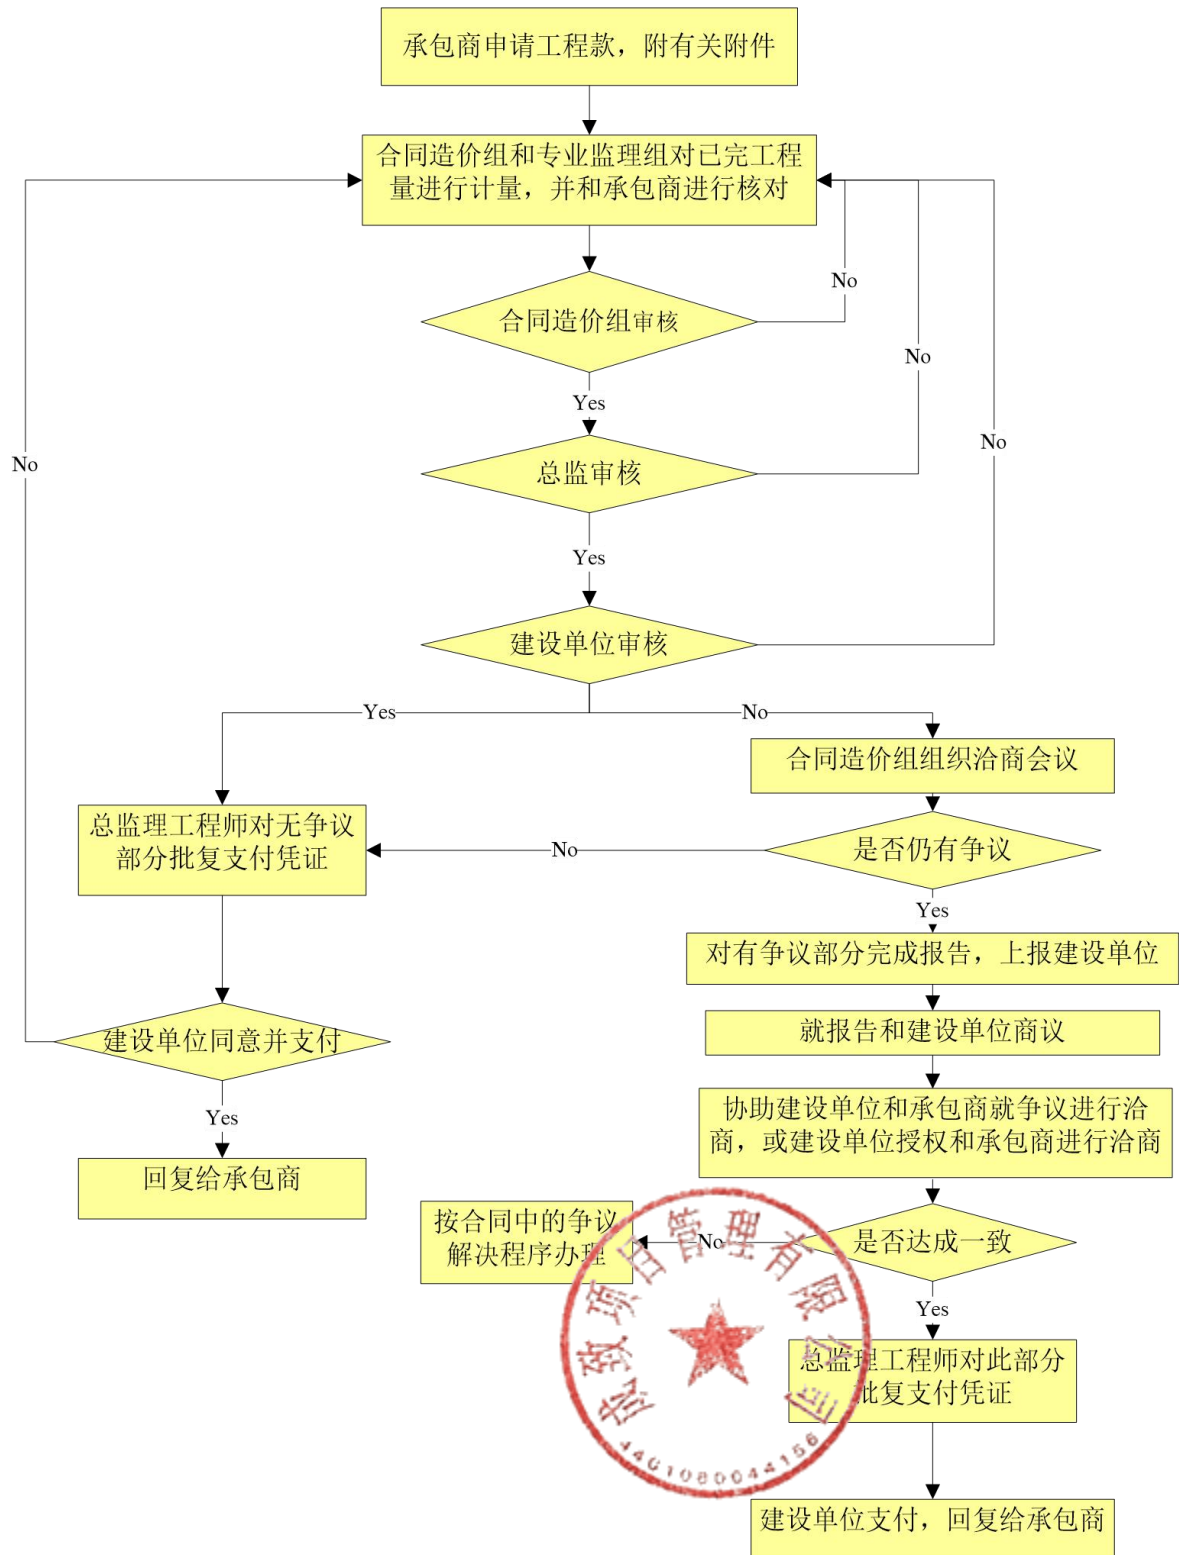 承包商申请工程款，附有关附件
合同造价组和专业监理组对已完工程
量进行计量，并和承包商进行核对
No
合同造价组审核
No
Yes
No
No
总监审核
Yes
建设单位审核
Yes
No
合同造价组组织洽商会议
总监理工程师对无争议
部分批复支付凭证
No
是否仍有争议
Yes
对有争议部分完成报告，上报建设单位
建设单位同意并支付
就报告和建设单位商议
Yes
协助建设单位和承包商就争议进行洽
商，或建设单位授权和承包商进行洽商
回复给承包商
按合同中的争议
解决程序办理
No
是否达成一致
Yes
总监理工程师对此部分
批复支付凭证
建设单位支付，回复给承包商
成致项目管理有限公司
4401080044156